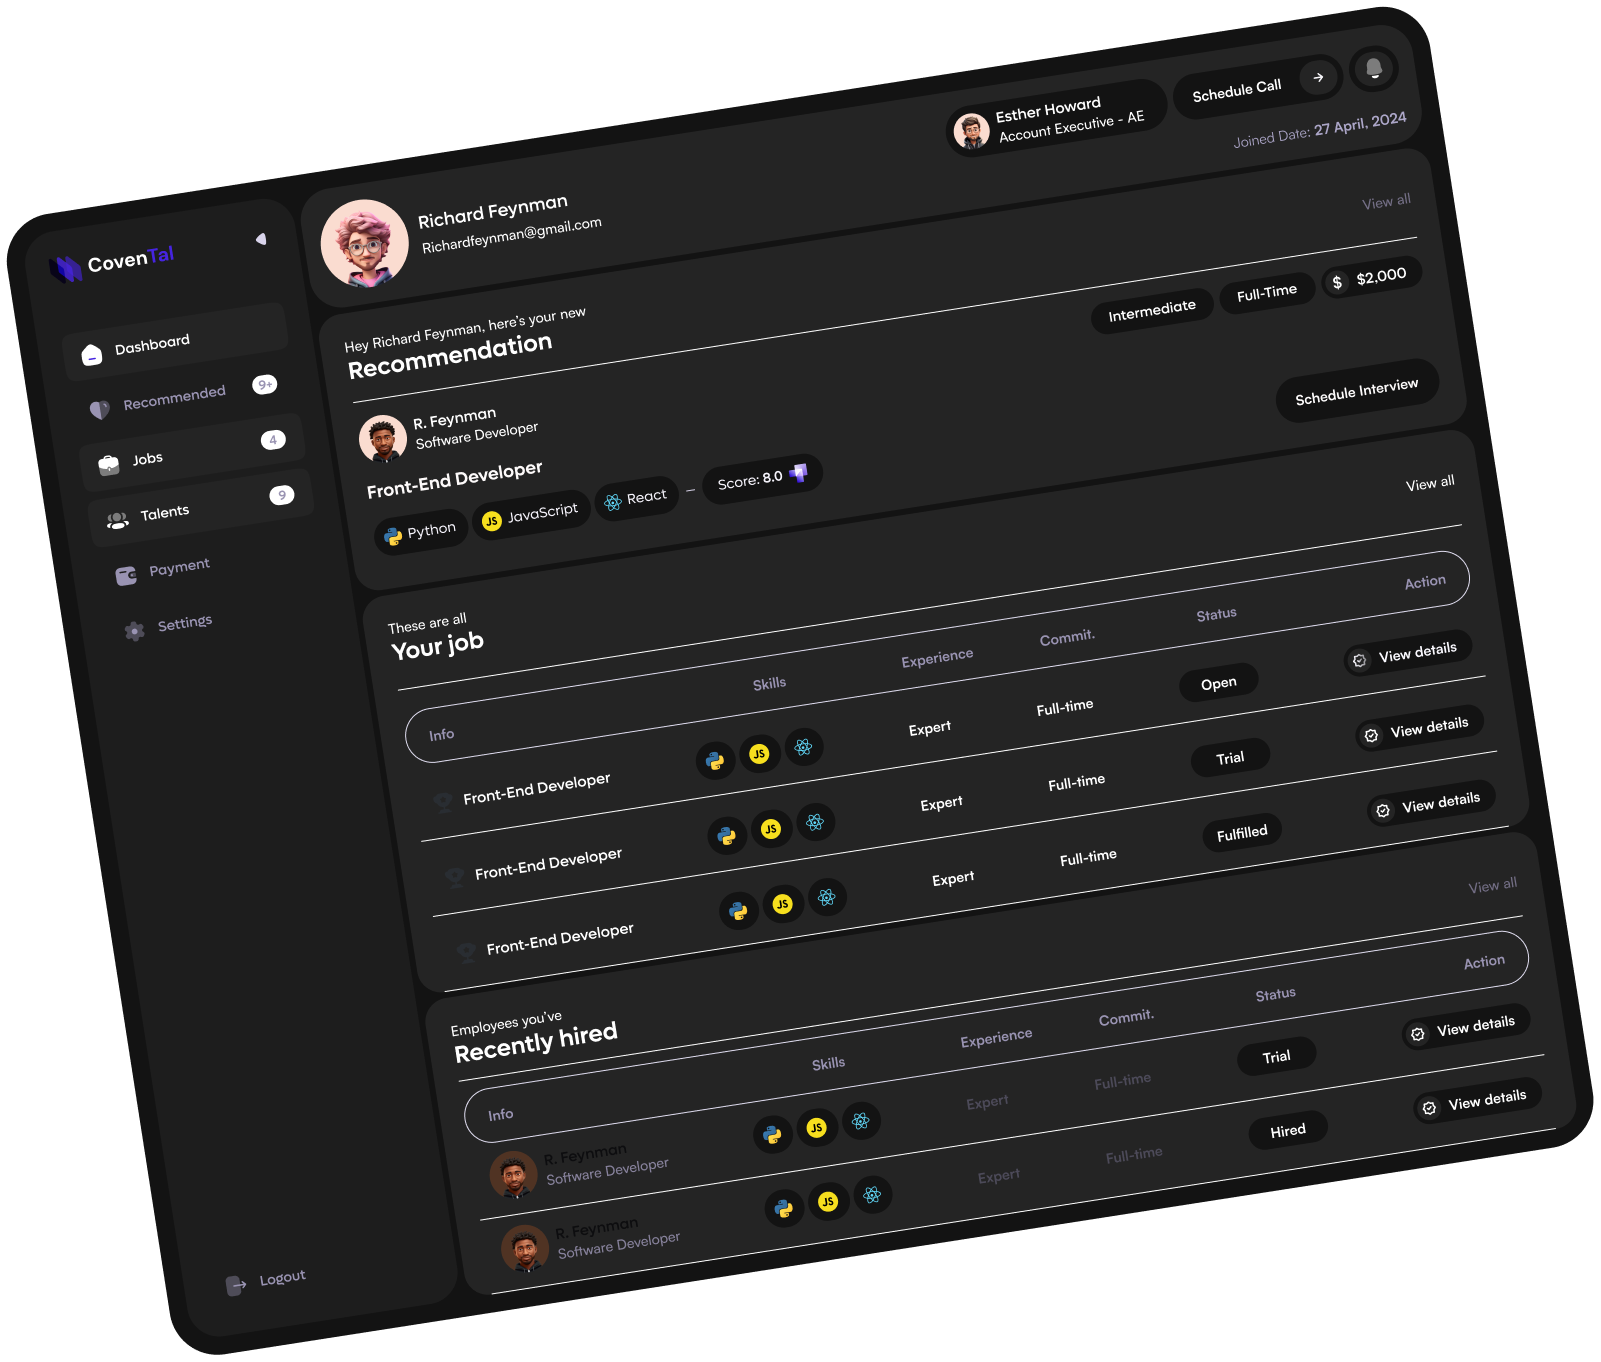 CovenTal
Dashboard
Recommended 9+
Jobs 4
Talents 9
Payment
Settings
Logout
Richard Feynman
Richardfeynman@gmail.com
Esther Howard
Account Executive - AE
Schedule Call
Joined Date: 27 April, 2024
Hey Richard Feynman, here's your new
Recommendation
View all
R. Feynman
Software Developer
Intermediate Full-Time $ $2,000
Front-End Developer
Python JS JavaScript React – Score: 8.0
Schedule Interview
These are all
Your job
View all
Info Skills Experience Commit. Status Action
Front-End Developer JS Expert Full-time Open View details
Front-End Developer JS Expert Full-time Trial View details
Front-End Developer JS Expert Full-time Fulfilled View details
Employees you've
Recently hired
View all
Info Skills Experience Commit. Status Action
R. Feynman
Software Developer JS Expert Full-time Trial View details
R. Feynman
Software Developer JS Expert Full-time Hired View details